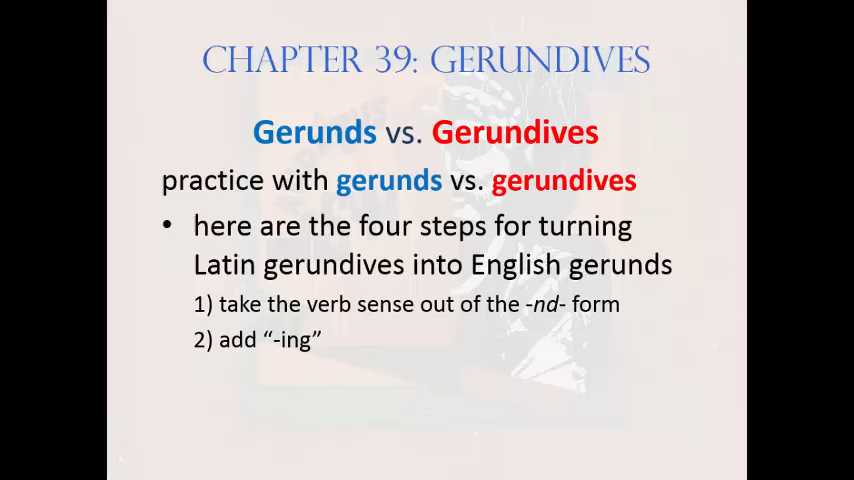 CHAPTER 39: GERUNDIVES
Gerunds vs. Gerundives
practice with gerunds vs. gerundives
• here are the four steps for turning
Latin gerundives into English gerunds
1) take the verb sense out of the -nd- form
2) add “-ing”